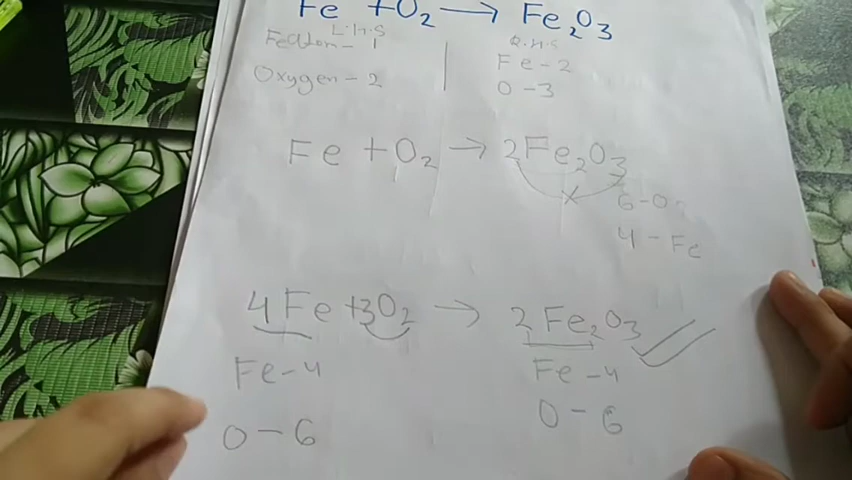 Fe + O₂ → Fe₂O₃
L.H.S R.H.S
Fe atom - 1 Fe - 2
Oxygen - 2 O - 3
Fe + O₂ → 2Fe₂O₃
6 - O
4 - Fe
4Fe + 3O₂ → 2Fe₂O₃
Fe - 4 Fe - 4
O - 6 O - 6